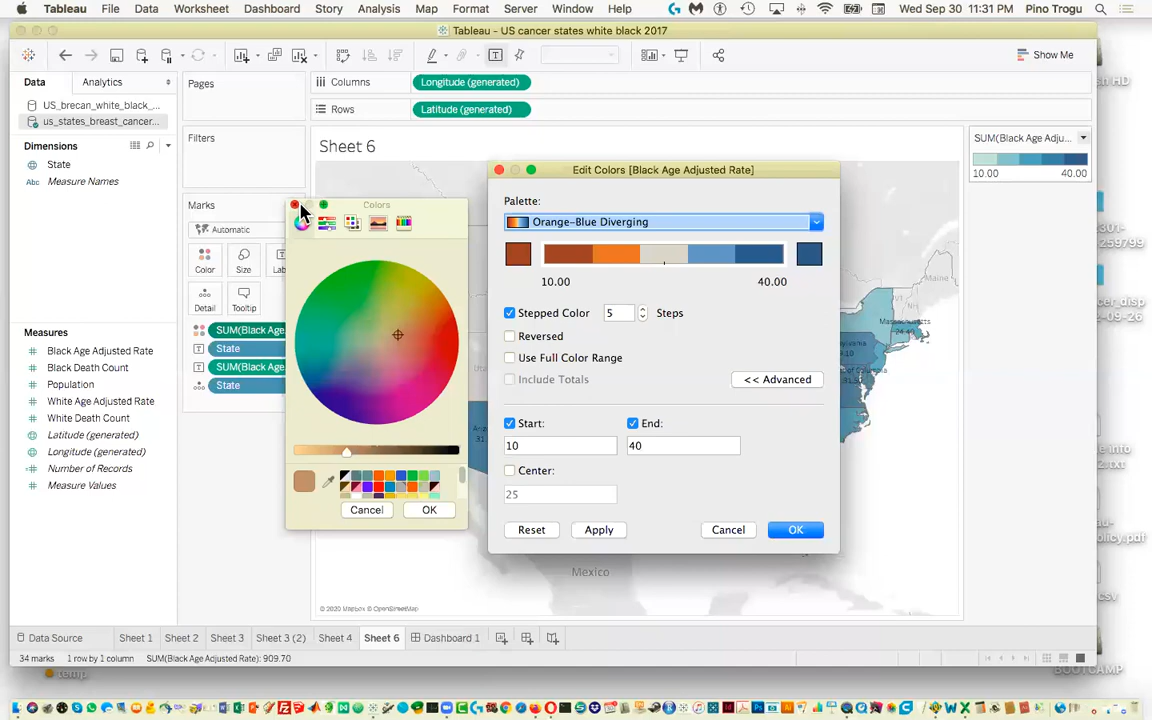 Tableau File Data Worksheet Dashboard Story Analysis Map Format Server Window Help Wed Sep 30 11:31 PM Pino Trogu
Tableau - US cancer states white black 2017
Show Me
Data Analytics
Pages
Columns Longitude (generated)
Rows Latitude (generated)
US_brecan_white_black_...
us_states_breast_cancer...
Filters
Dimensions
State
Abc Measure Names
Sheet 6
SUM(Black Age Adju...
10.00 40.00
Marks
Automatic
Color Size
Detail Tooltip
SUM(Black Age
State
SUM(Black Age
State
Measures
Black Age Adjusted Rate
Black Death Count
Population
White Age Adjusted Rate
White Death Count
Latitude (generated)
Longitude (generated)
Number of Records
Measure Values
Colors
Cancel OK
Edit Colors [Black Age Adjusted Rate]
Palette:
Orange-Blue Diverging
10.00 40.00
Stepped Color 5 Steps
Reversed
Use Full Color Range
Include Totals
<< Advanced
Start: End:
10 40
Center:
25
Reset Apply Cancel OK
VT
NH
Massachusetts
Mexico
© 2020 Mapbox © OpenStreetMap
Data Source Sheet 1 Sheet 2 Sheet 3 Sheet 3 (2) Sheet 4 Sheet 6 Dashboard 1
34 marks 1 row by 1 column SUM(Black Age Adjusted Rate): 909.70
temp
BOOTCAMP